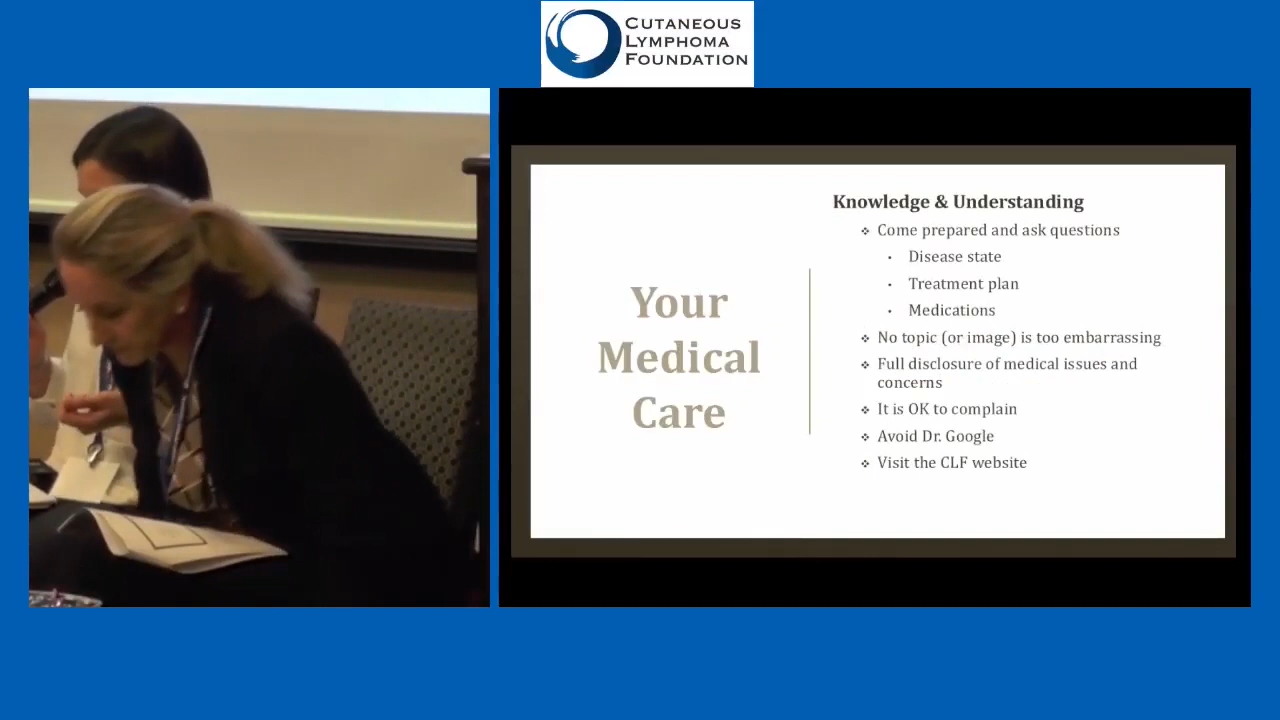 CUTANEOUS
LYMPHOMA
FOUNDATION
Your
Medical
Care
Knowledge & Understanding
❖ Come prepared and ask questions
▪ Disease state
▪ Treatment plan
▪ Medications
❖ No topic (or image) is too embarrassing
❖ Full disclosure of medical issues and
concerns
❖ It is OK to complain
❖ Avoid Dr. Google
❖ Visit the CLF website